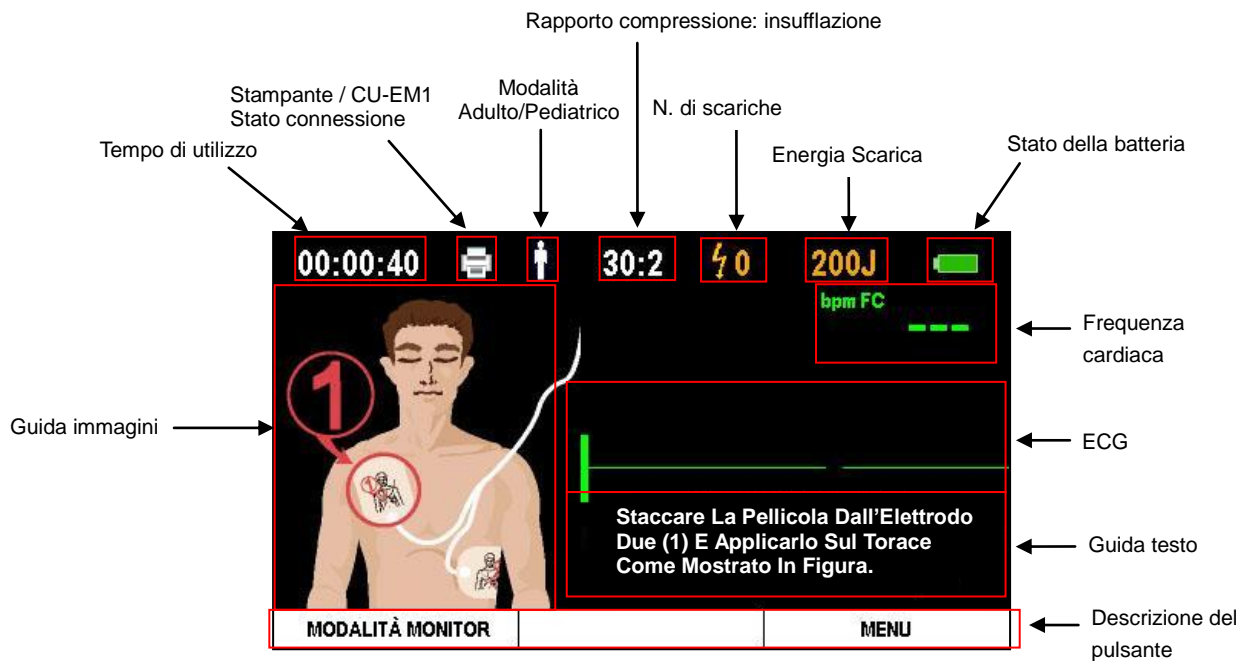 Rapporto compressione: insufflazione
Stampante / CU-EM1
Stato connessione
Modalità
Adulto/Pediatrico
N. di scariche
Tempo di utilizzo
Energia Scarica
Stato della batteria
00:00:40
30:2
0
200J
bpm FC
---
Frequenza
cardiaca
1
Guida immagini
ECG
Staccare La Pellicola Dall'Elettrodo
Due (1) E Applicarlo Sul Torace
Come Mostrato In Figura.
Guida testo
MODALITÀ MONITOR
MENU
Descrizione del
pulsante